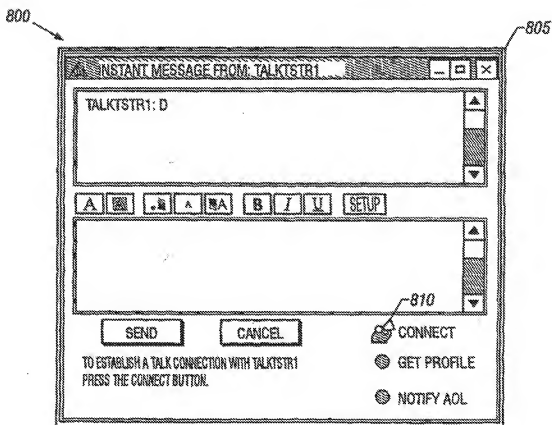 800
805
INSTANT MESSAGE FROM: TALKTSTR1
TALKTSTR1: D
A A A B I U SETUP
810
SEND CANCEL CONNECT
TO ESTABLISH A TALK CONNECTION WITH TALKTSTR1
PRESS THE CONNECT BUTTON.
GET PROFILE
NOTIFY AOL